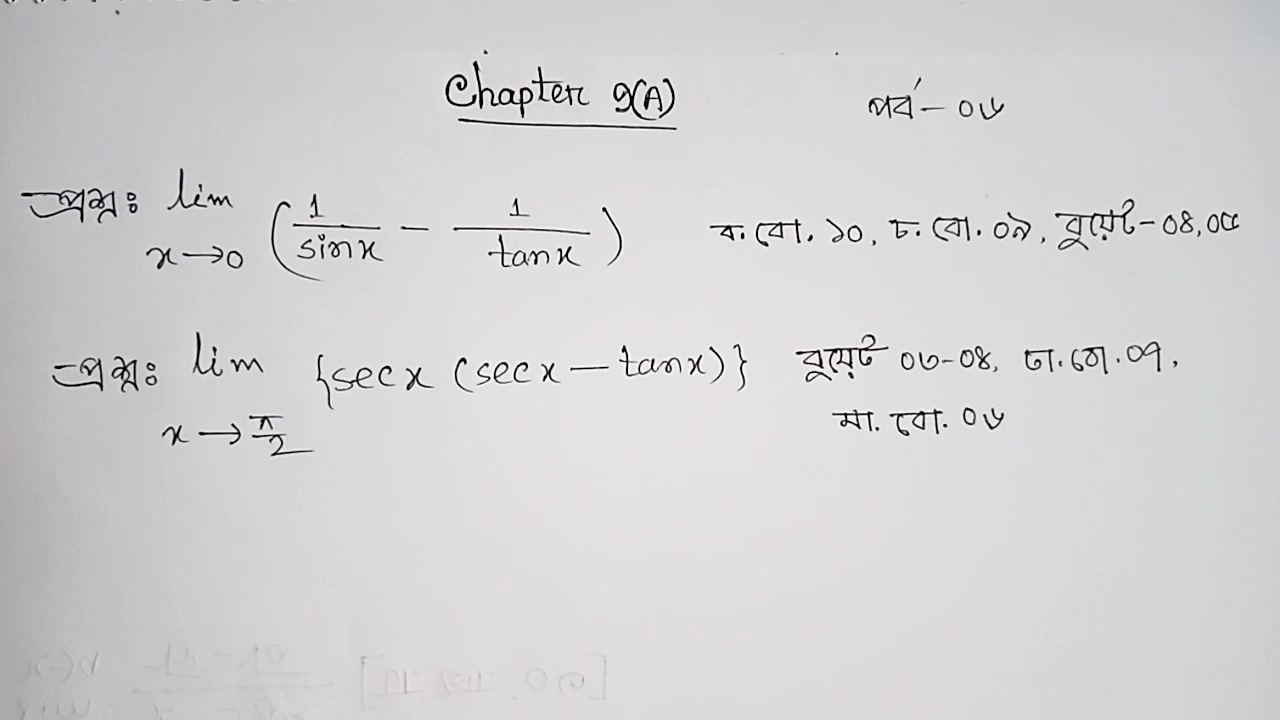 Chapter 9(A) পর্ব - ০৬
প্রশ্নঃ lim x→0 (1/sinx − 1/tanx) ব. বো. ১০, চ. বো. ০৯, বুয়েট - ০৪, ০৫
প্রশ্নঃ lim x→π/2 {secx (secx − tanx)} বুয়েট ০৩-০৪, ঢা. বো. ০৭,
মা. বো. ০৬